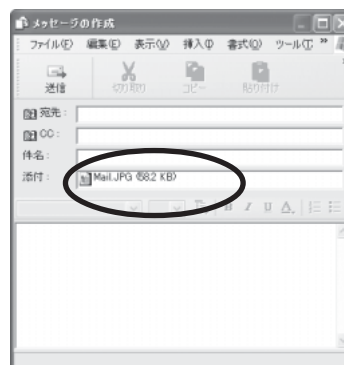 メッセージの作成
ファイル(F) 編集(E) 表示(V) 挿入(I) 書式(O) ツール(T) »
送信 切り取り コピー 貼り付け »
宛先:
CC:
件名:
添付: Mail.JPG (58.2 KB)
B I U A